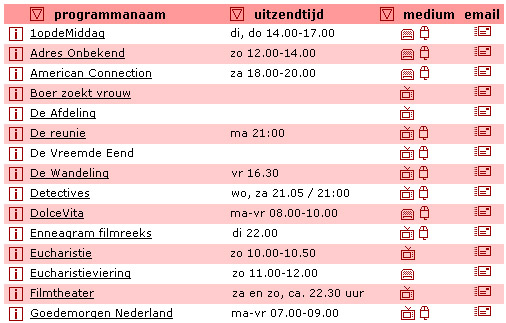 programmanaam uitzendtijd medium email
i 1opdeMiddag di, do 14.00-17.00
i Adres Onbekend zo 12.00-14.00
i American Connection za 18.00-20.00
i Boer zoekt vrouw
i De Afdeling
i De reunie ma 21:00
i De Vreemde Eend
i De Wandeling vr 16.30
i Detectives wo, za 21.05 / 21:00
i DolceVita ma-vr 08.00-10.00
i Enneagram filmreeks di 22.00
i Eucharistie zo 10.00-10.50
i Eucharistieviering zo 11.00-12.00
i Filmtheater za en zo, ca. 22.30 uur
i Goedemorgen Nederland ma-vr 07.00-09.00